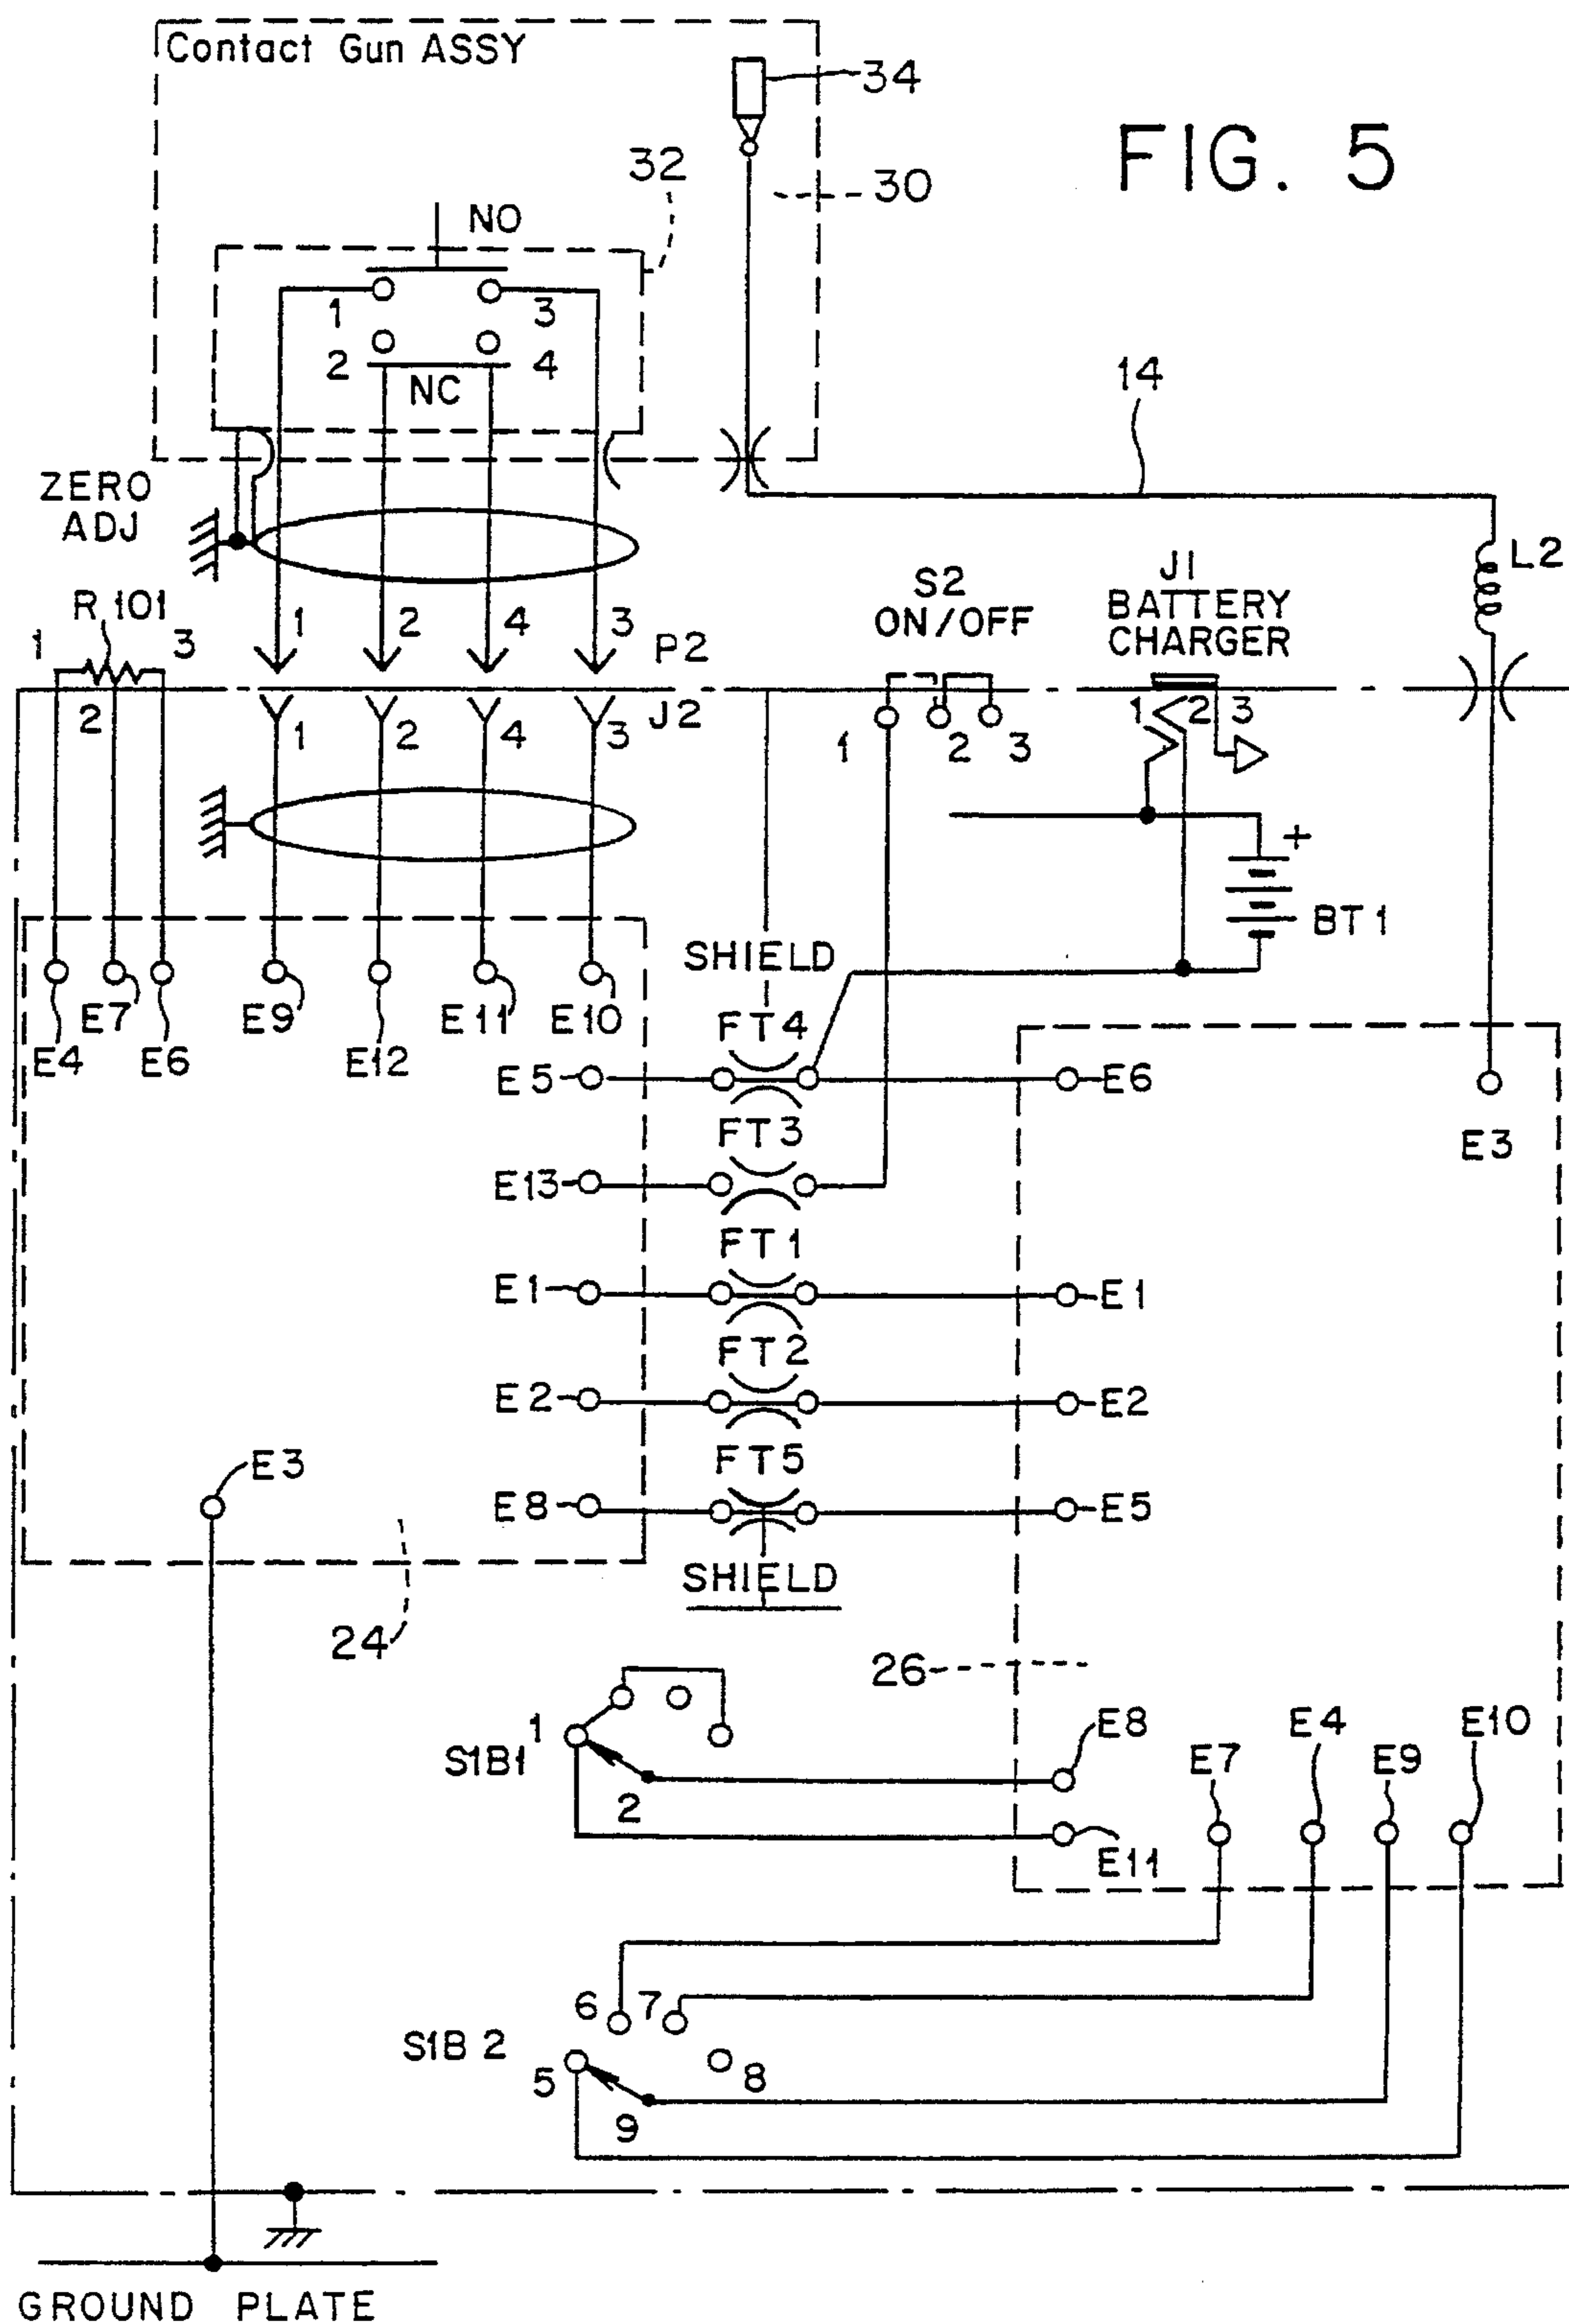 Contact Gun ASSY
34
FIG. 5
32
30
NO
1
3
2
4
NC
14
ZERO
ADJ
L2
S2
ON/OFF
J1
BATTERY
CHARGER
R 101
1
3
2
1
2
4
3
P2
J2
1
2
4
3
1
2
3
1
2
3
+
BT1
SHIELD
E4
E7
E6
E9
E12
E11
E10
FT4
E5
E6
E3
FT3
E13
FT1
E1
E1
FT2
E2
E2
FT5
E3
E8
E5
SHIELD
24
26
S1B1
1
2
E8
E11
E7
E4
E9
E10
S1B 2
6
7
5
8
9
GROUND PLATE